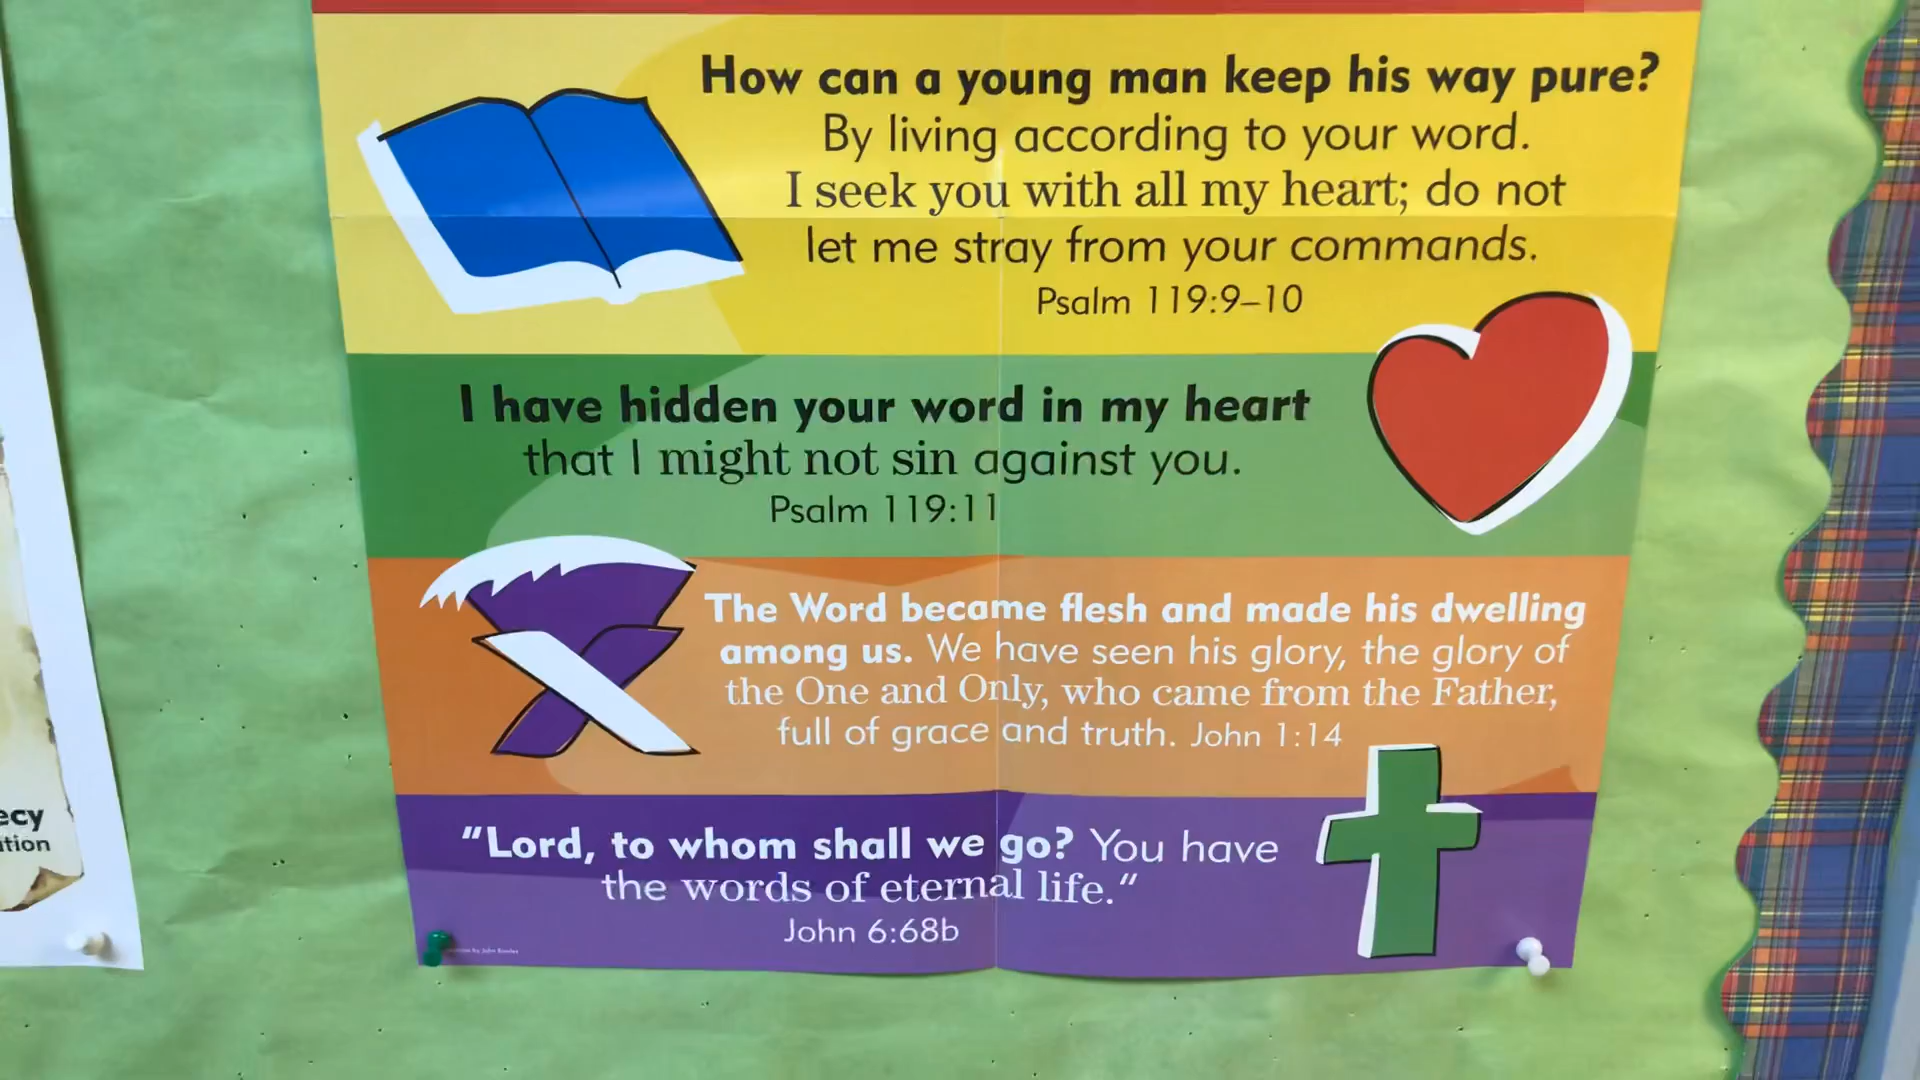 How can a young man keep his way pure?
By living according to your word.
I seek you with all my heart; do not
let me stray from your commands.
Psalm 119:9–10
I have hidden your word in my heart
that I might not sin against you.
Psalm 119:11
The Word became flesh and made his dwelling
among us. We have seen his glory, the glory of
the One and Only, who came from the Father,
full of grace and truth. John 1:14
"Lord, to whom shall we go? You have
the words of eternal life."
John 6:68b
ecy